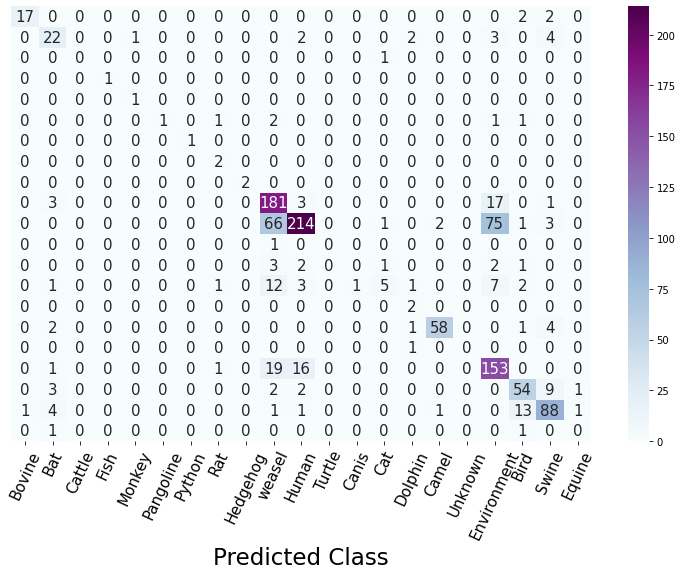 17 0 0 0 0 0 0 0 0 0 0 0 0 0 0 0 0 0 2 2 0
0 22 0 0 1 0 0 0 0 0 2 0 0 0 2 0 0 3 0 4 0
0 0 0 0 0 0 0 0 0 0 0 0 0 1 0 0 0 0 0 0 0
0 0 0 1 0 0 0 0 0 0 0 0 0 0 0 0 0 0 0 0 0
0 0 0 0 1 0 0 0 0 0 0 0 0 0 0 0 0 0 0 0 0
0 0 0 0 0 1 0 1 0 2 0 0 0 0 0 0 0 1 1 0 0
0 0 0 0 0 0 1 0 0 0 0 0 0 0 0 0 0 0 0 0 0
0 0 0 0 0 0 0 2 0 0 0 0 0 0 0 0 0 0 0 0 0
0 0 0 0 0 0 0 0 2 0 0 0 0 0 0 0 0 0 0 0 0
0 3 0 0 0 0 0 0 0 181 3 0 0 0 0 0 0 17 0 1 0
0 0 0 0 0 0 0 0 0 66 214 0 0 1 0 2 0 75 1 3 0
0 0 0 0 0 0 0 0 0 1 0 0 0 0 0 0 0 0 0 0 0
0 0 0 0 0 0 0 0 0 3 2 0 0 1 0 0 0 2 1 0 0
0 1 0 0 0 0 0 1 0 12 3 0 1 5 1 0 0 7 2 0 0
0 0 0 0 0 0 0 0 0 0 0 0 0 0 2 0 0 0 0 0 0
0 2 0 0 0 0 0 0 0 0 0 0 0 0 1 58 0 0 1 4 0
0 0 0 0 0 0 0 0 0 0 0 0 0 0 1 0 0 0 0 0 0
0 1 0 0 0 0 0 1 0 19 16 0 0 0 0 0 0 153 0 0 0
0 3 0 0 0 0 0 0 0 2 2 0 0 0 0 0 0 0 54 9 1
1 4 0 0 0 0 0 0 0 1 1 0 0 0 0 1 0 0 13 88 1
0 1 0 0 0 0 0 0 0 0 0 0 0 0 0 0 0 0 1 0 0
Bovine
Bat
Cattle
Fish
Monkey
Pangoline
Python
Rat
Hedgehog
weasel
Human
Turtle
Canis
Cat
Dolphin
Camel
Unknown
Environment
Bird
Swine
Equine
Predicted Class
200
175
150
125
100
75
50
25
0